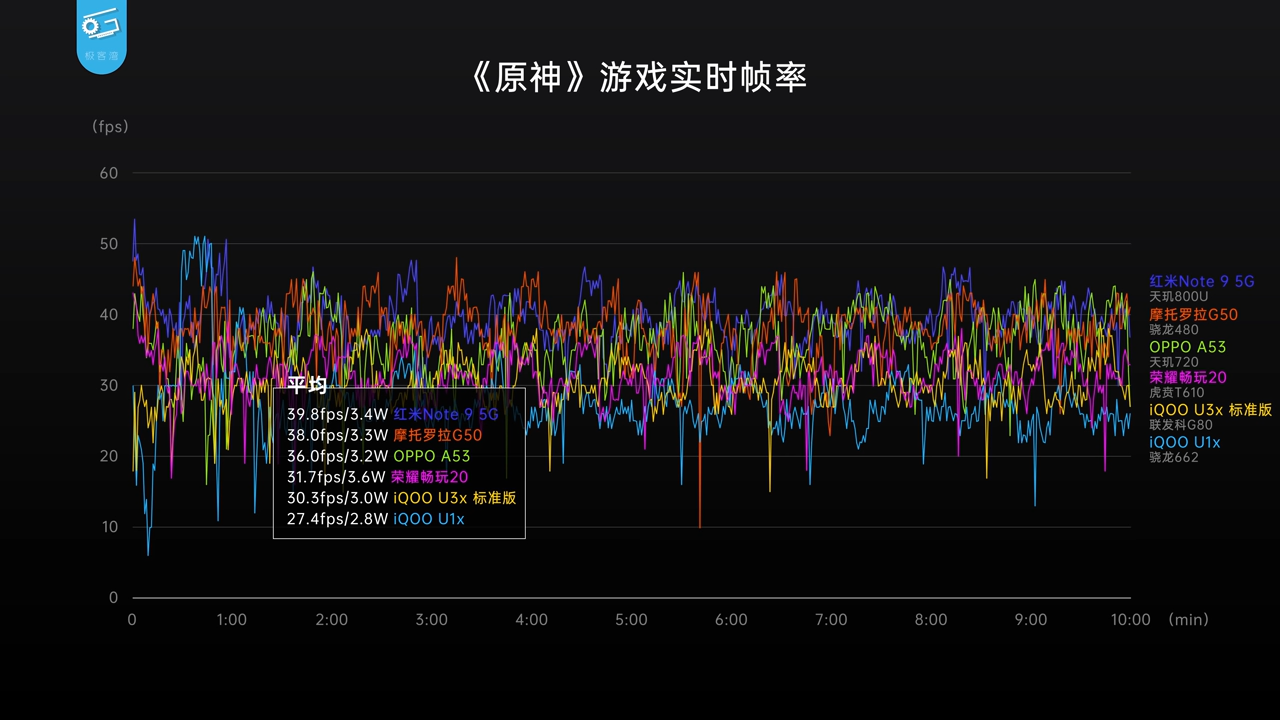 极客湾
《原神》游戏实时帧率
(fps)
60
50
40
30
20
10
0
0 1:00 2:00 3:00 4:00 5:00 6:00 7:00 8:00 9:00 10:00 (min)
平均
39.8fps/3.4W 红米Note 9 5G
38.0fps/3.3W 摩托罗拉G50
36.0fps/3.2W OPPO A53
31.7fps/3.6W 荣耀畅玩20
30.3fps/3.0W iQOO U3x 标准版
27.4fps/2.8W iQOO U1x
红米Note 9 5G
天玑800U
摩托罗拉G50
骁龙480
OPPO A53
天玑720
荣耀畅玩20
虎贲T610
iQOO U3x 标准版
联发科G80
iQOO U1x
骁龙662